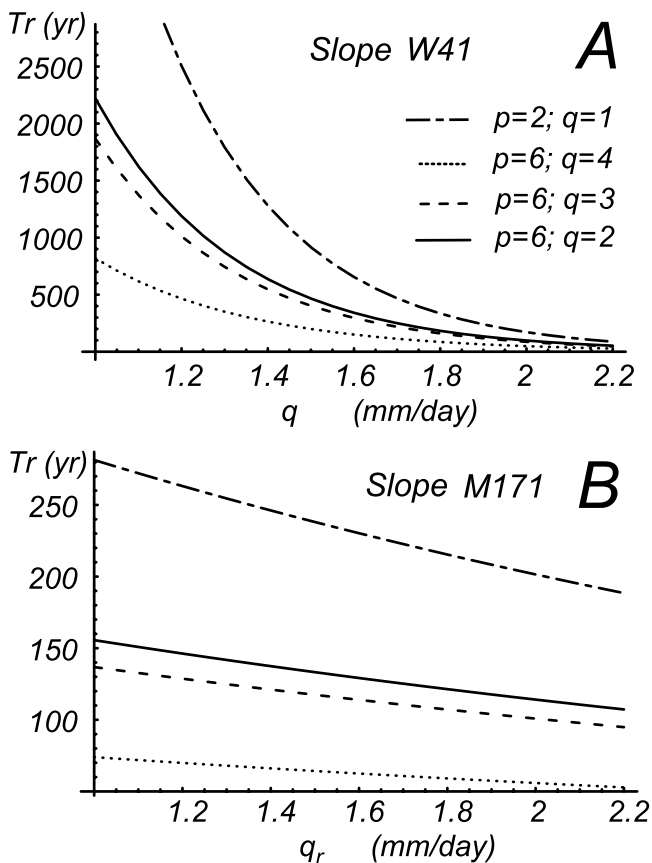 Tr (yr)
Slope W41
A
2500
2000
1500
1000
500
p=2; q=1
p=6; q=4
p=6; q=3
p=6; q=2
1.2 1.4 1.6 1.8 2 2.2
q (mm/day)
Tr (yr)
Slope M171
B
250
200
150
100
1.2 1.4 1.6 1.8 2 2.2
qr (mm/day)